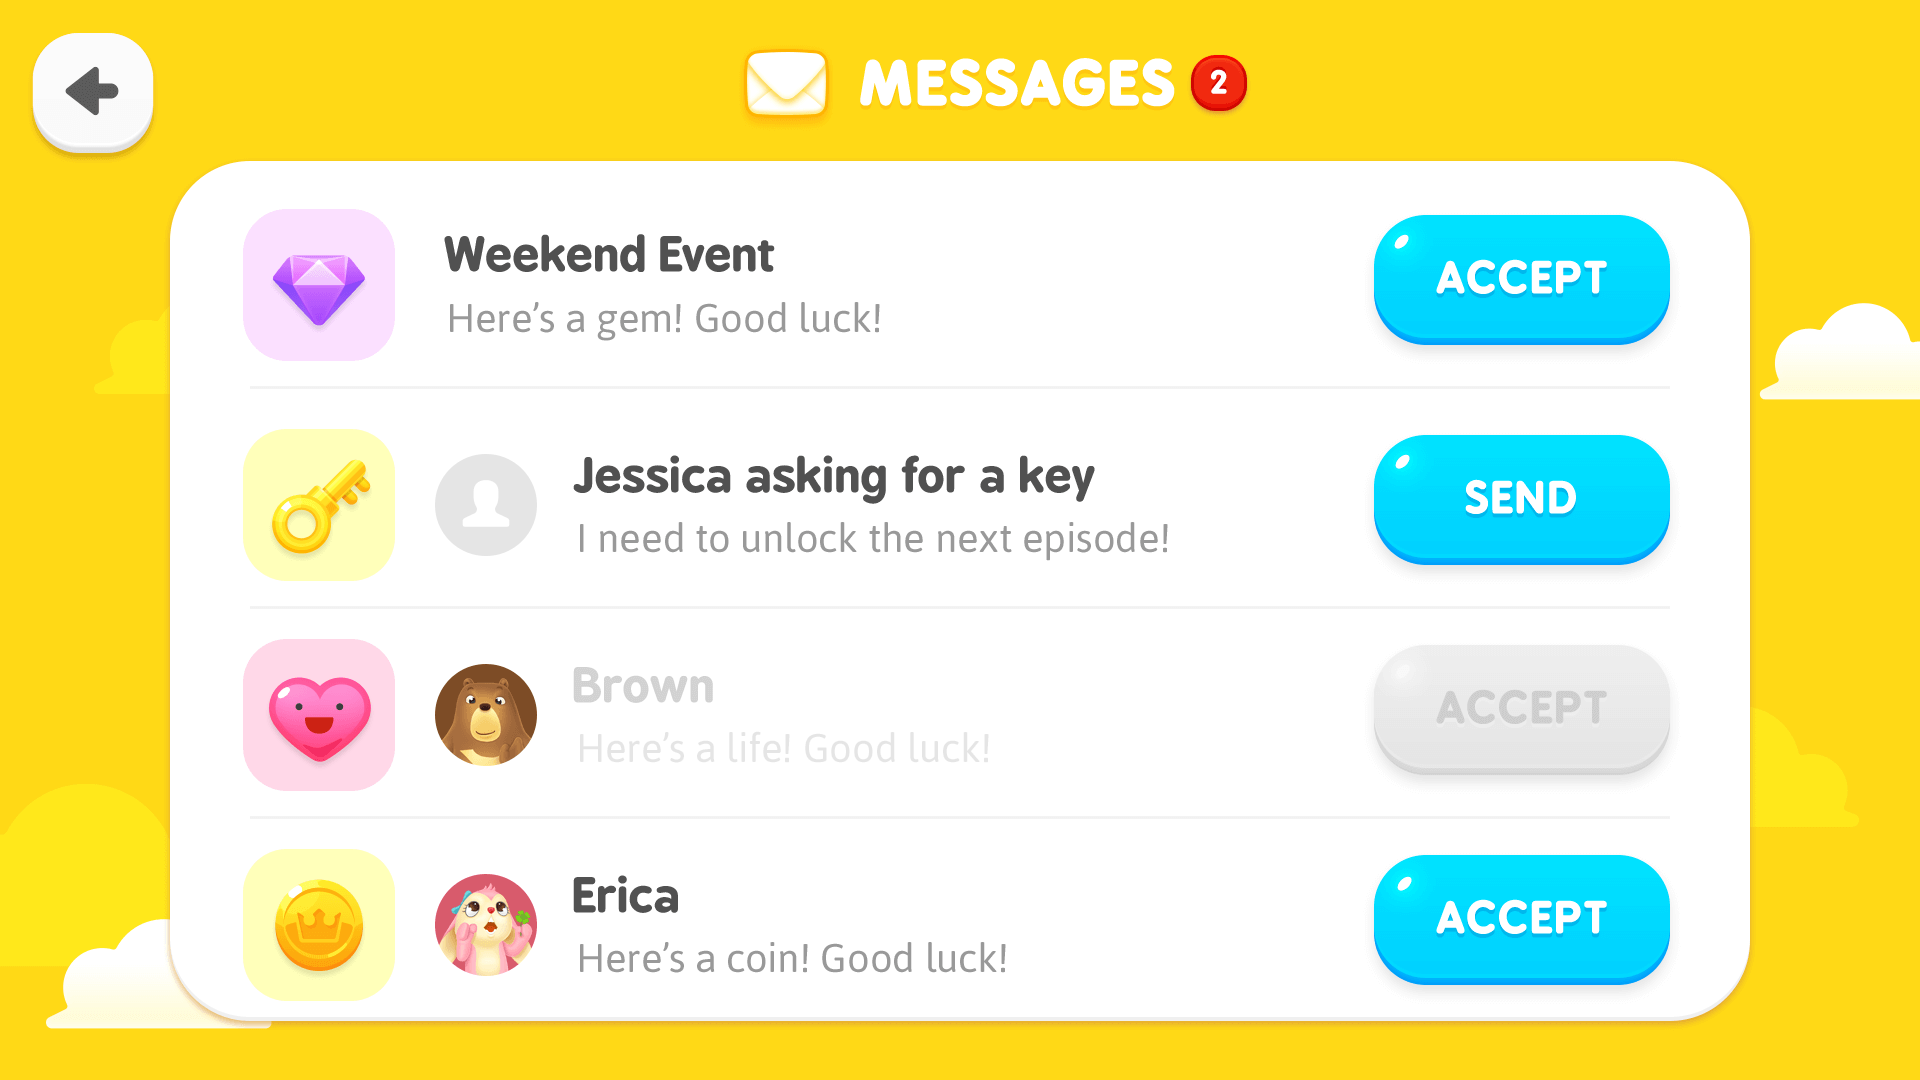 MESSAGES 2
Weekend Event
Here’s a gem! Good luck!
ACCEPT
Jessica asking for a key
I need to unlock the next episode!
SEND
Brown
Here’s a life! Good luck!
ACCEPT
Erica
Here’s a coin! Good luck!
ACCEPT